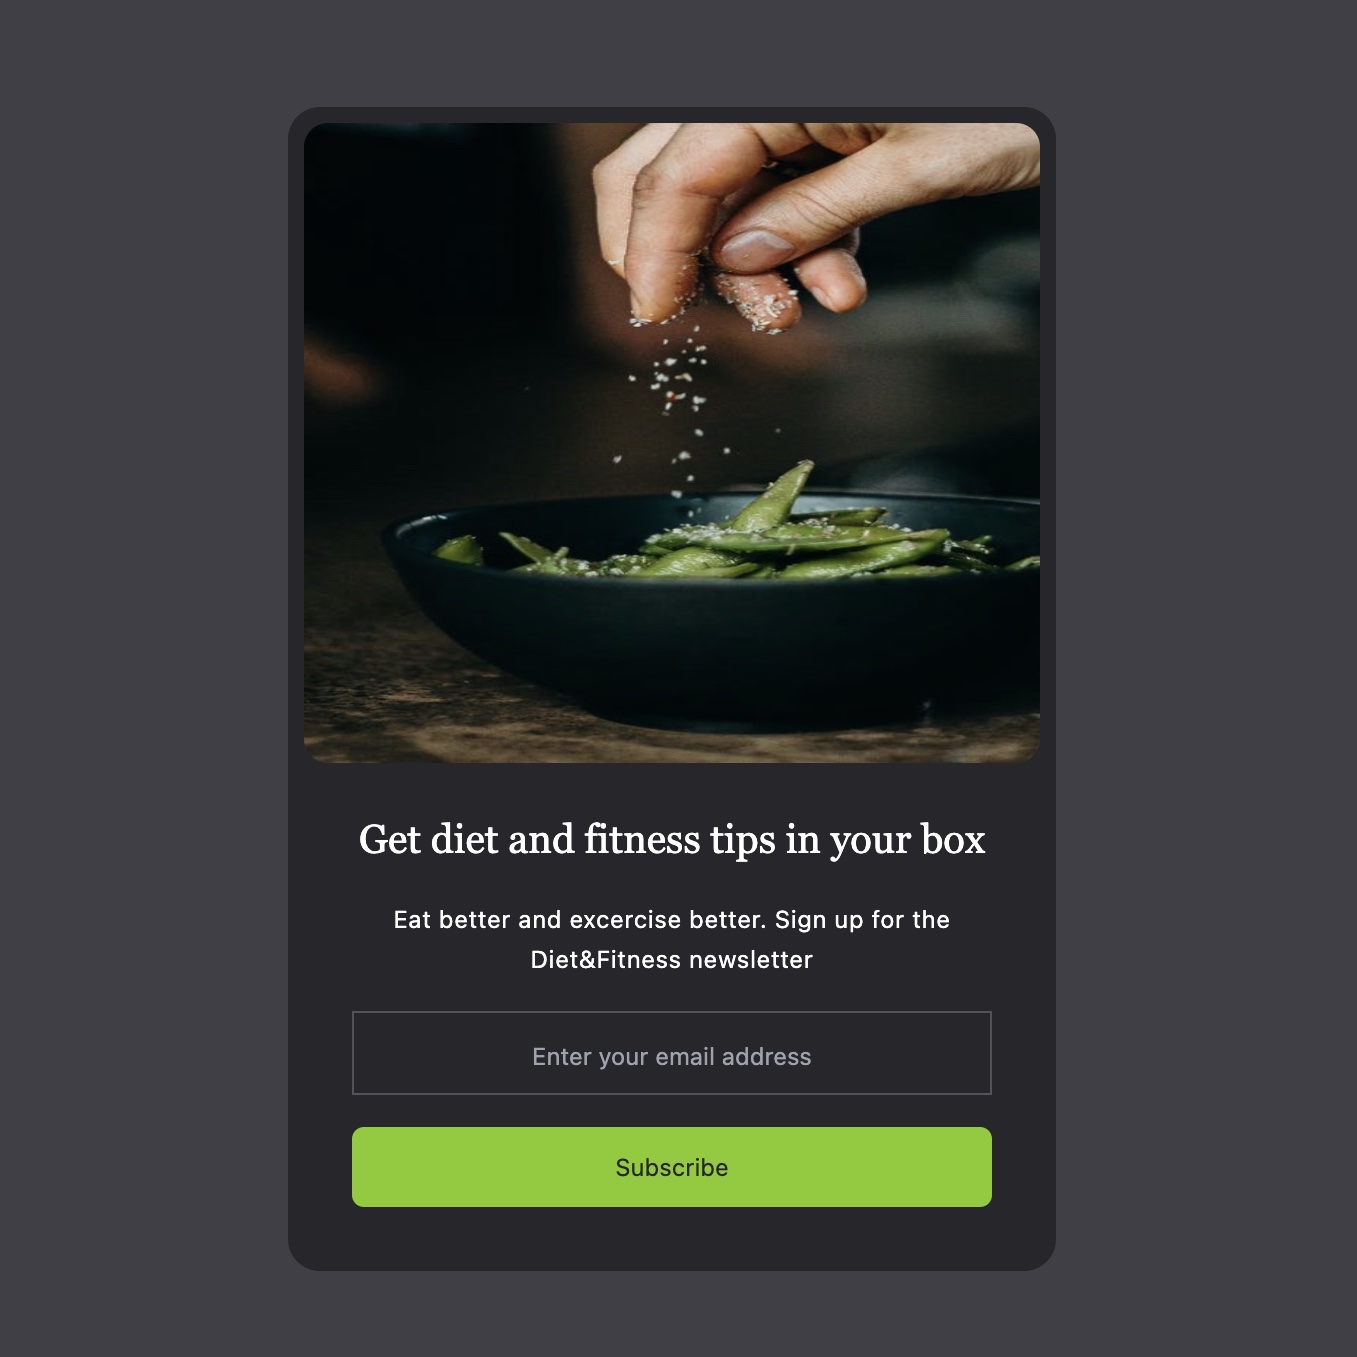 Get diet and fitness tips in your box
Eat better and excercise better. Sign up for the
Diet&Fitness newsletter
Enter your email address
Subscribe